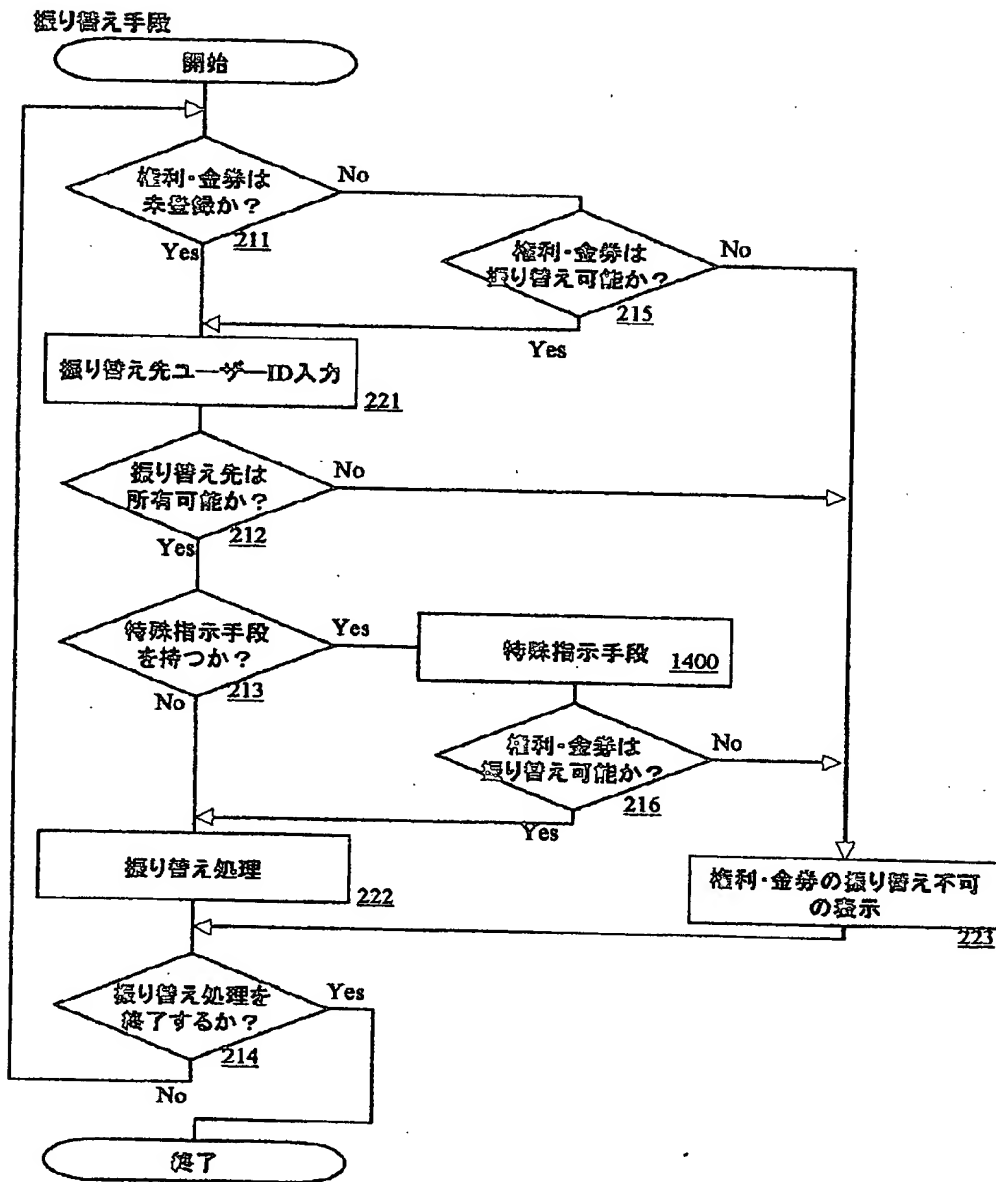 振り替え手段
開始
権利・金券は
未登録か？
211
No
Yes
権利・金券は
振り替え可能か？
215
No
Yes
振り替え先ユーザーID入力
221
振り替え先は
所有可能か？
212
No
Yes
特殊指示手段
を持つか？
213
Yes
No
特殊指示手段
1400
権利・金券は
振り替え可能か？
216
No
Yes
振り替え処理
222
権利・金券の振り替え不可
の表示
223
振り替え処理を
終了するか？
214
Yes
No
終了